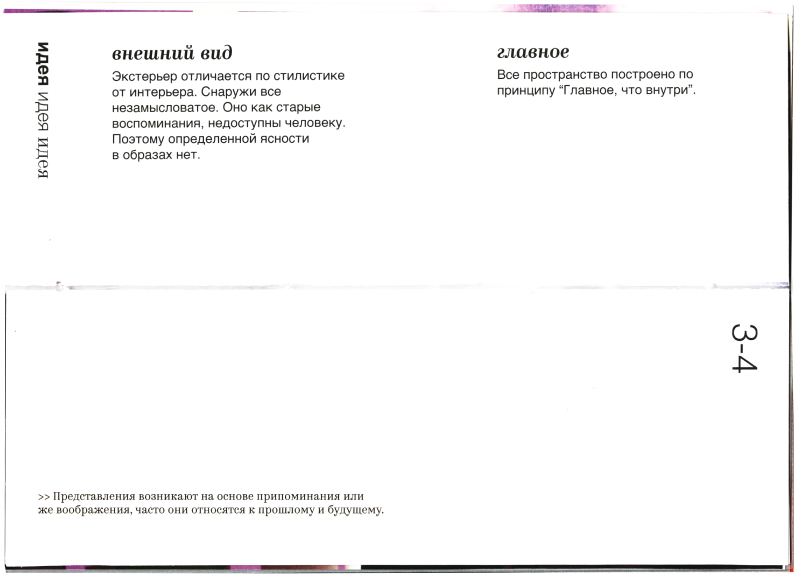 идея идея идея
внешний вид
Экстерьер отличается по стилистике
от интерьера. Снаружи все
незамысловатое. Оно как старые
воспоминания, недоступны человеку.
Поэтому определенной ясности
в образах нет.
главное
Все пространство построено по
принципу “Главное, что внутри”.
3-4
>> Представления возникают на основе припоминания или
же воображения, часто они относятся к прошлому и будущему.